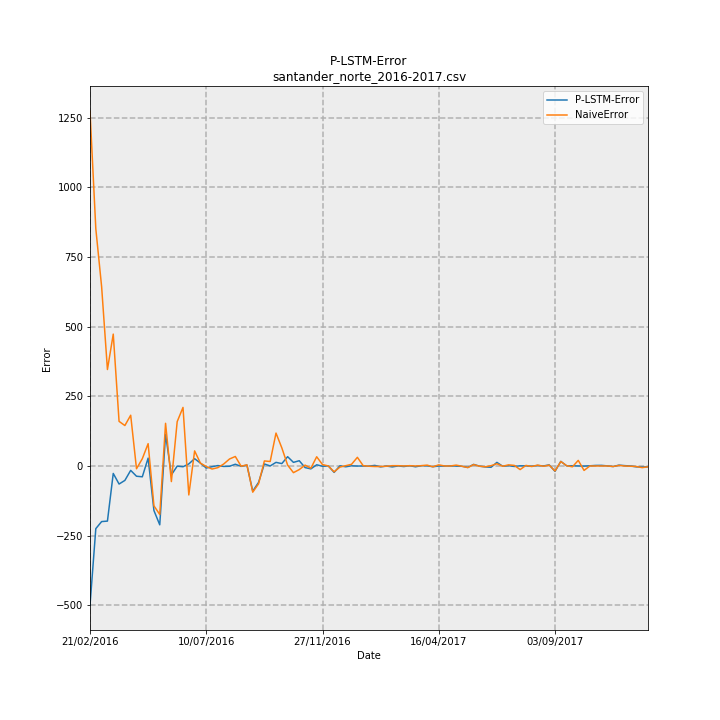 P-LSTM-Error
santander_norte_2016-2017.csv
P-LSTM-Error
NaiveError
1250
1000
750
500
250
0
−250
−500
Error
21/02/2016
10/07/2016
27/11/2016
16/04/2017
03/09/2017
Date